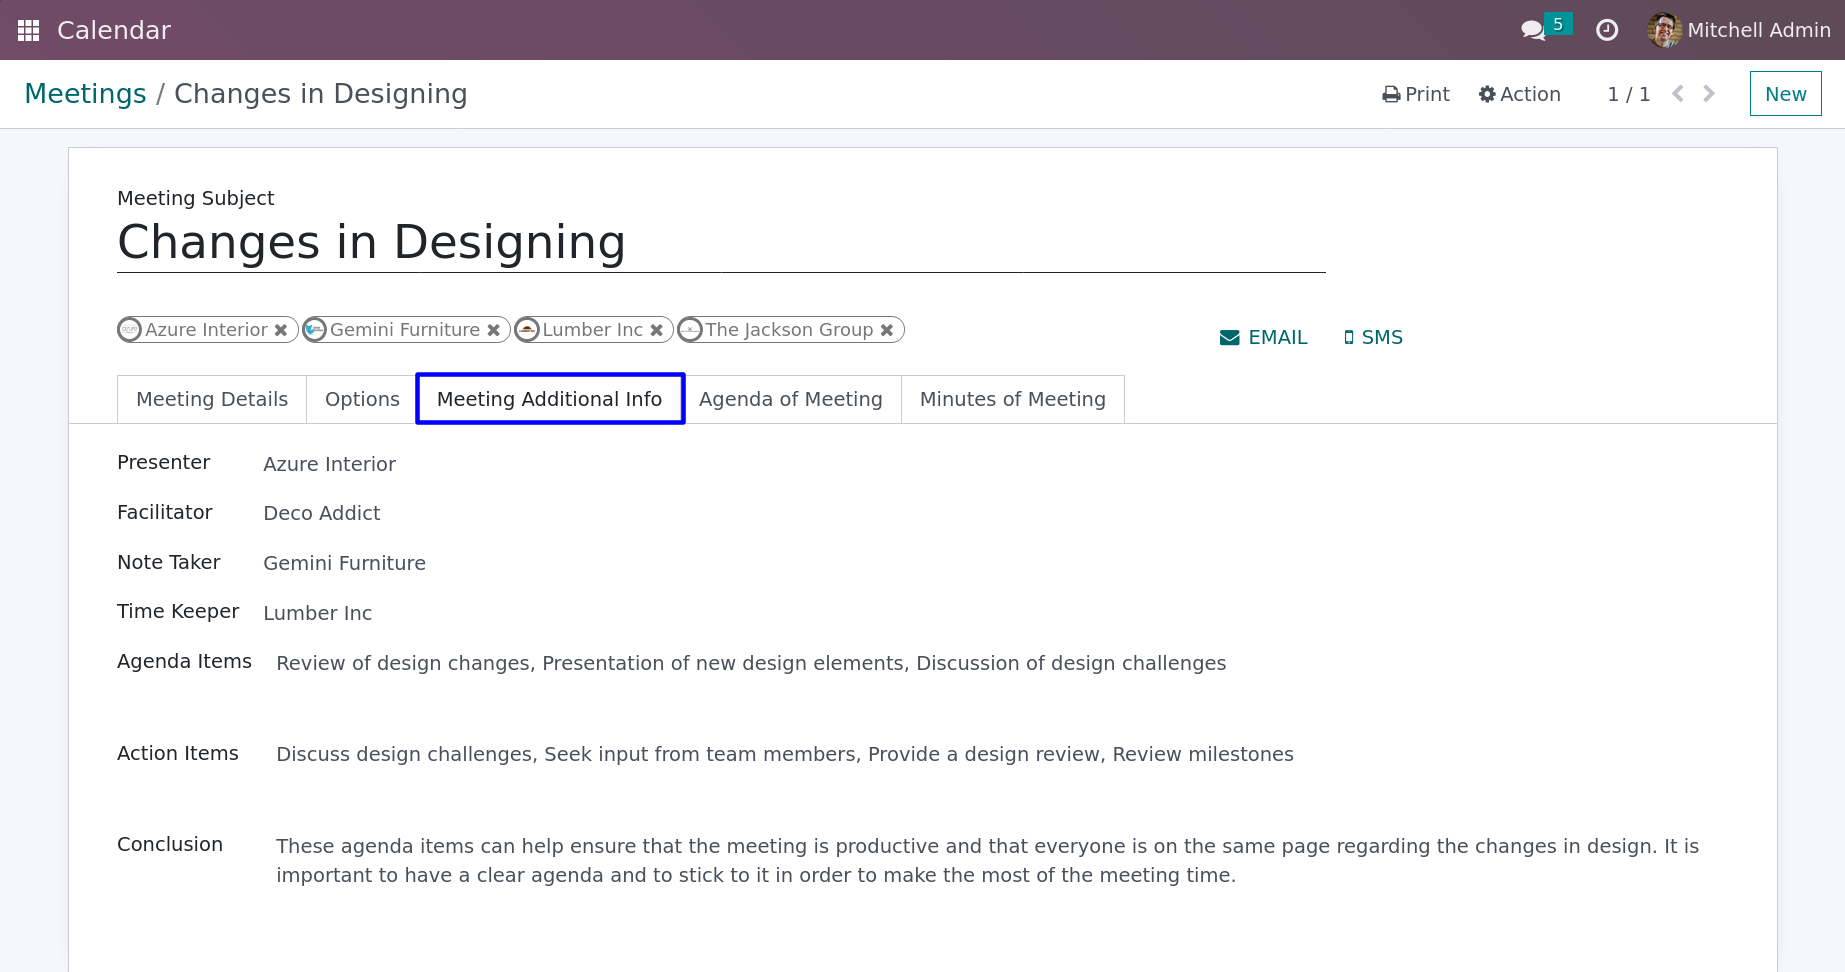 Calendar
5
Mitchell Admin
Meetings / Changes in Designing
Print
Action
1 / 1
New
Meeting Subject
Changes in Designing
Azure Interior ✖ Gemini Furniture ✖ Lumber Inc ✖ The Jackson Group ✖
EMAIL
SMS
Meeting Details
Options
Meeting Additional Info
Agenda of Meeting
Minutes of Meeting
Presenter Azure Interior
Facilitator Deco Addict
Note Taker Gemini Furniture
Time Keeper Lumber Inc
Agenda Items Review of design changes, Presentation of new design elements, Discussion of design challenges
Action Items Discuss design challenges, Seek input from team members, Provide a design review, Review milestones
Conclusion These agenda items can help ensure that the meeting is productive and that everyone is on the same page regarding the changes in design. It is
important to have a clear agenda and to stick to it in order to make the most of the meeting time.